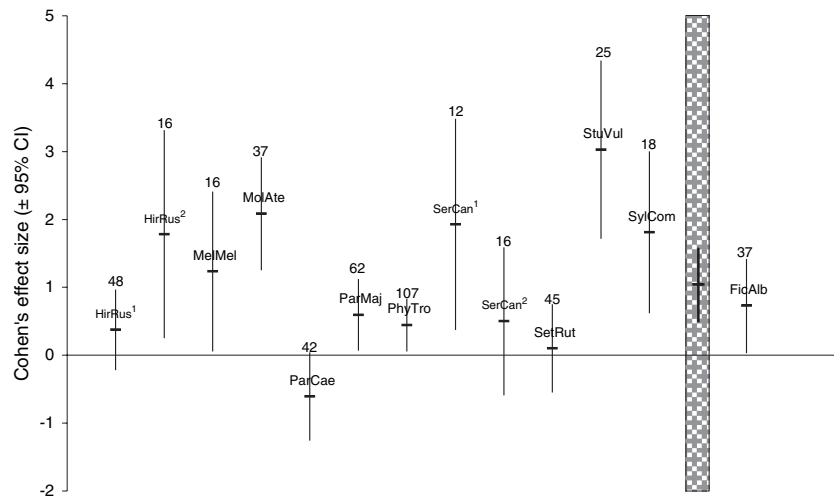 Cohen's effect size (± 95% CI)
5
4
3
2
1
0
-1
-2
48
HirRus¹
16
HirRus²
16
MelMel
37
MolAte
42
ParCae
62
ParMaj
107
PhyTro
12
SerCan¹
16
SerCan²
45
SetRut
25
StuVul
18
SylCom
37
FicAlb